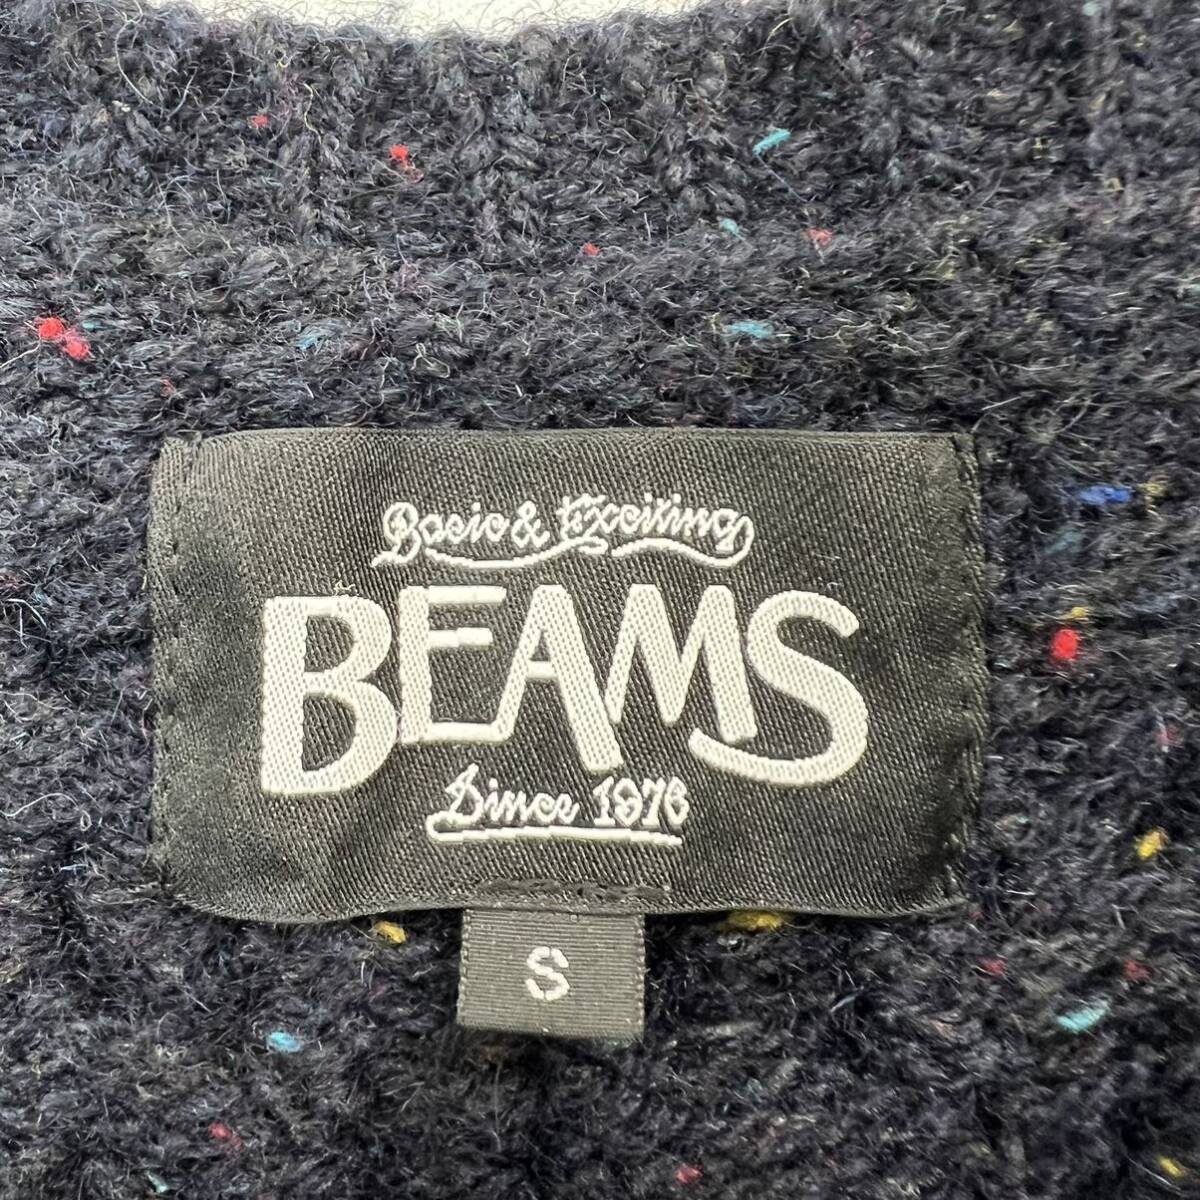 Basic & Exciting
BEAMS
Since 1976
S